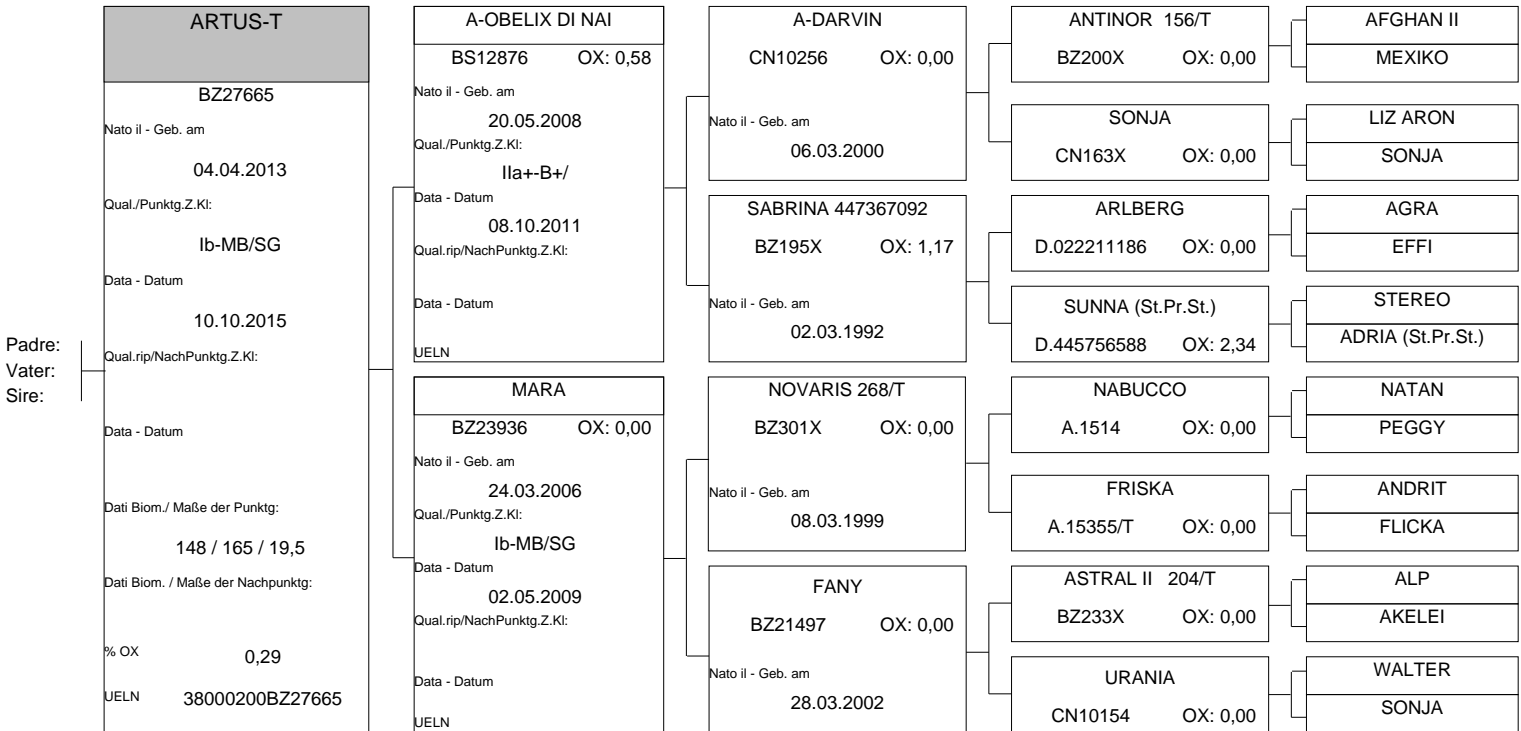 Padre:
Vater:
Sire:
ARTUS-T
BZ27665
Nato il - Geb. am
04.04.2013
Qual./Punktg.Z.Kl:
Ib-MB/SG
Data - Datum
10.10.2015
Qual.rip/NachPunktg.Z.Kl:
Data - Datum
Dati Biom./ Maße der Punktg:
148 / 165 / 19,5
Dati Biom. / Maße der Nachpunktg:
% OX 0,29
UELN 38000200BZ27665
A-OBELIX DI NAI
BS12876 OX: 0,58
Nato il - Geb. am
20.05.2008
Qual./Punktg.Z.Kl:
IIa+-B+/
Data - Datum
08.10.2011
Qual.rip/NachPunktg.Z.Kl:
Data - Datum
UELN
MARA
BZ23936 OX: 0,00
Nato il - Geb. am
24.03.2006
Qual./Punktg.Z.Kl:
Ib-MB/SG
Data - Datum
02.05.2009
Qual.rip/NachPunktg.Z.Kl:
Data - Datum
UELN
A-DARVIN
CN10256 OX: 0,00
Nato il - Geb. am
06.03.2000
SABRINA 447367092
BZ195X OX: 1,17
Nato il - Geb. am
02.03.1992
NOVARIS 268/T
BZ301X OX: 0,00
Nato il - Geb. am
08.03.1999
FANY
BZ21497 OX: 0,00
Nato il - Geb. am
28.03.2002
ANTINOR 156/T
BZ200X OX: 0,00
SONJA
CN163X OX: 0,00
ARLBERG
D.022211186 OX: 0,00
SUNNA (St.Pr.St.)
D.445756588 OX: 2,34
NABUCCO
A.1514 OX: 0,00
FRISKA
A.15355/T OX: 0,00
ASTRAL II 204/T
BZ233X OX: 0,00
URANIA
CN10154 OX: 0,00
AFGHAN II
MEXIKO
LIZ ARON
SONJA
AGRA
EFFI
STEREO
ADRIA (St.Pr.St.)
NATAN
PEGGY
ANDRIT
FLICKA
ALP
AKELEI
WALTER
SONJA